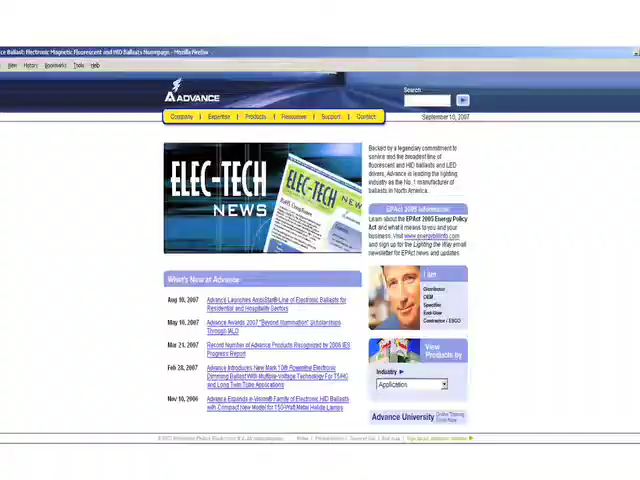 ce Ballast: Electronic Magnetic Fluorescent and HID Ballasts Homepage - Mozilla Firefox
View History Bookmarks Tools Help
ADVANCE
Search
Company | Expertise | Products | Resources | Support | Contact
September 10, 2007
ELEC-TECH
NEWS
ELEC-TECH
NEW
Backed by a legendary commitment to
service and the broadest line of
fluorescent and HID ballasts and LED
drivers, Advance is leading the lighting
industry as the No. 1 manufacturer of
ballasts in North America.
EPAct 2005 Information
Learn about the EPAct 2005 Energy Policy
Act and what it means to you and your
business. Visit www.energybillinfo.com
and sign up for the Lighting the Way email
newsletter for EPAct news and updates.
What's New at Advance
Aug 10, 2007 Advance Launches AmbiStar® Line of Electronic Ballasts for
Residential and Hospitality Sectors
May 16, 2007 Advance Awards 2007 "Beyond Illumination" Scholarships
Through IALD
Mar 21, 2007 Record Number of Advance Products Recognized by 2006 IES
Progress Report
Feb 28, 2007 Advance Introduces New Mark 10® Powerline Electronic
Dimming Ballast With Multiple-Voltage Technology For T5/HO
and Long Twin Tube Applications
Nov 10, 2006 Advance Expands e-Vision® Family of Electronic HID Ballasts
with Compact New Model for 150-Watt Metal Halide Lamps
I am
Distributor
OEM
Specifier
End-User
Contractor / ESCO
View
Products by
Industry
Application
Advance University Online Training